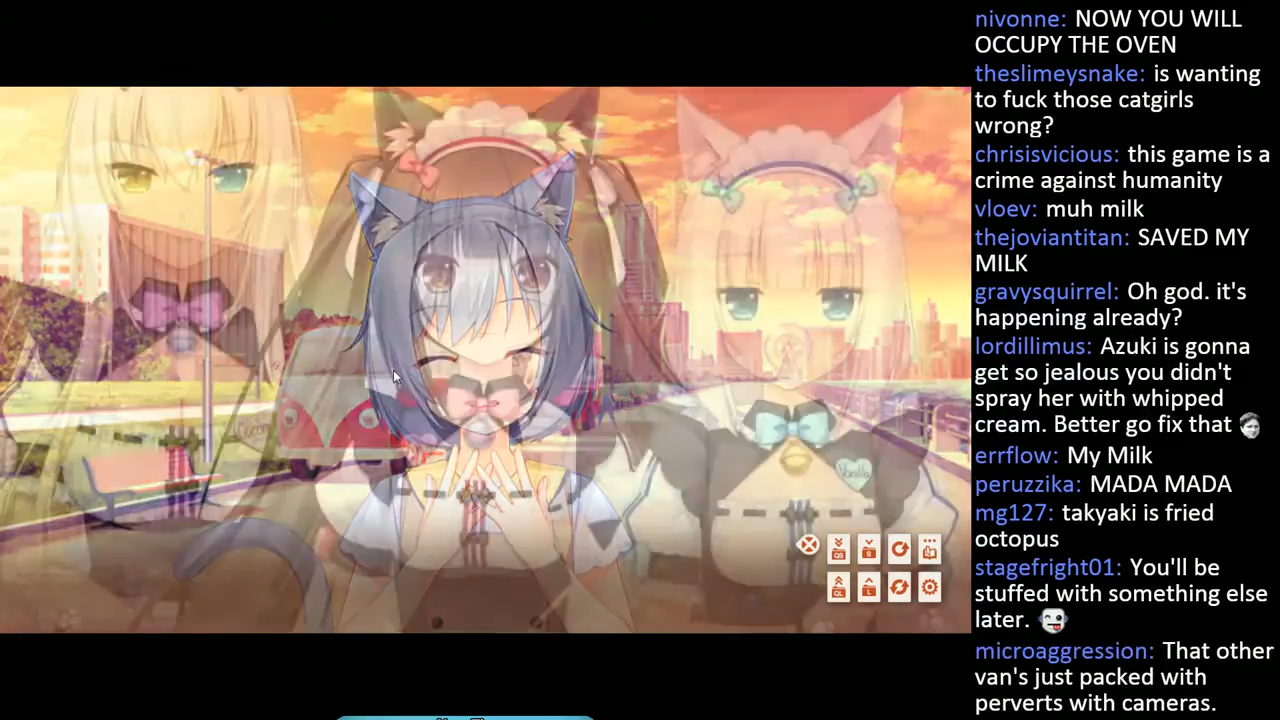 nivonne: NOW YOU WILL
OCCUPY THE OVEN
theslimeysnake: is wanting
to fuck those catgirls
wrong?
chrisisvicious: this game is a
crime against humanity
vloev: muh milk
thejoviantitan: SAVED MY
MILK
gravysquirrel: Oh god. it's
happening already?
lordillimus: Azuki is gonna
get so jealous you didn't
spray her with whipped
cream. Better go fix that
errflow: My Milk
peruzzika: MADA MADA
mg127: takyaki is fried
octopus
stagefright01: You'll be
stuffed with something else
later.
microaggression: That other
van's just packed with
perverts with cameras.
Vanilla
QS
S
QL
L